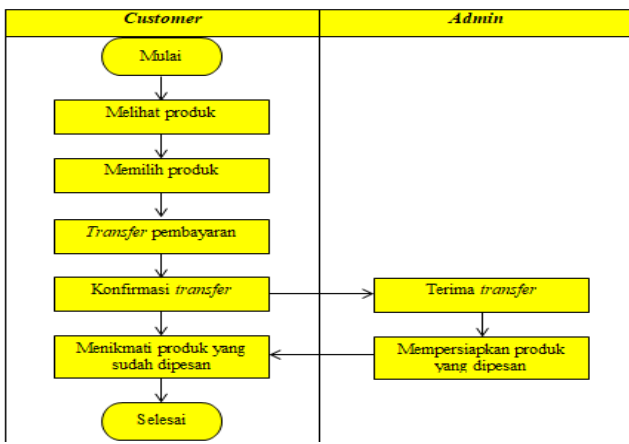 Customer
Admin
Mulai
Melihat produk
Memilih produk
Transfer pembayaran
Konfirmasi transfer
Terima transfer
Menikmati produk yang
sudah dipesan
Mempersiapkan produk
yang dipesan
Selesai